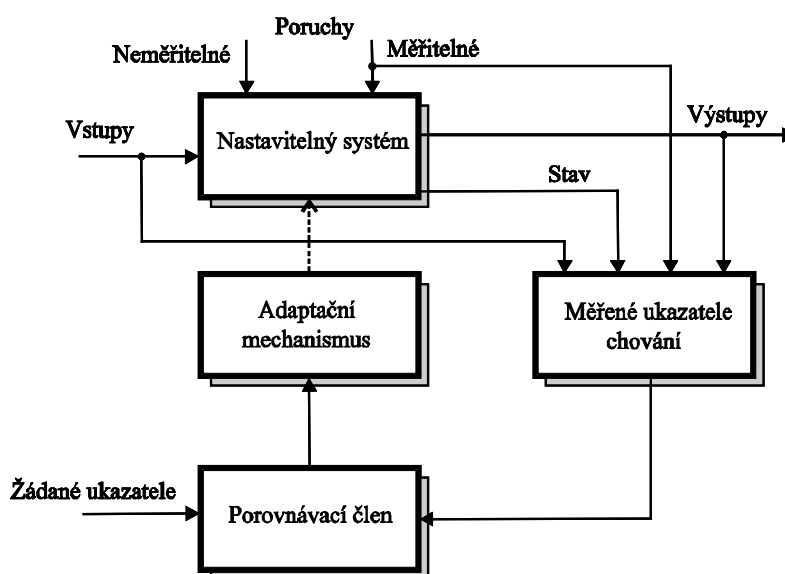 Poruchy
Neměřitelné
Měřitelné
Vstupy
Nastavitelný systém
Výstupy
Stav
Adaptační
mechanismus
Měřené ukazatele
chování
Žádané ukazatele
Porovnávací člen